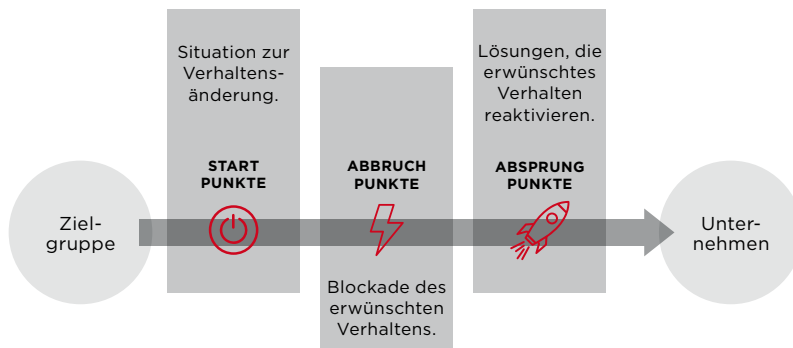 Ziel-
gruppe
Situation zur
Verhaltens-
änderung.
START
PUNKTE
ABBRUCH
PUNKTE
Blockade des
erwünschten
Verhaltens.
Lösungen, die
erwünschtes
Verhalten
reaktivieren.
ABSPRUNG
PUNKTE
Unter-
nehmen